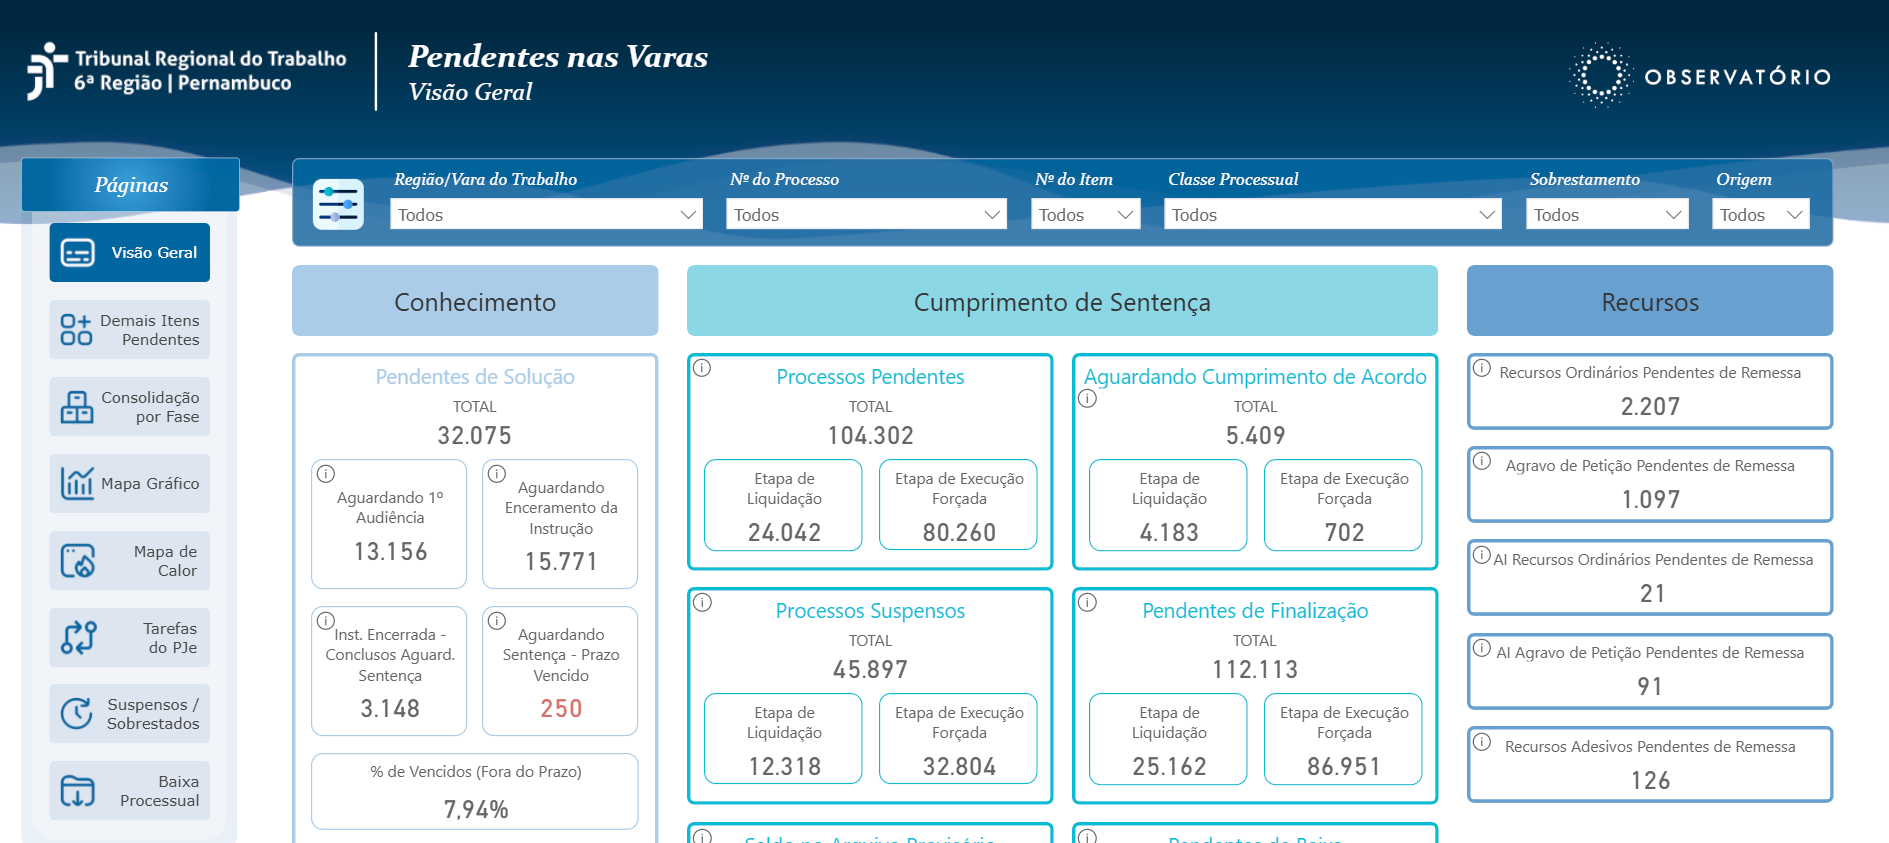 Tribunal Regional do Trabalho
6ª Região | Pernambuco
Pendentes nas Varas
Visão Geral
OBSERVATÓRIO
Páginas
Visão Geral
Demais Itens
Pendentes
Consolidação
por Fase
Mapa Gráfico
Mapa de
Calor
Tarefas
do PJe
Suspensos /
Sobrestados
Baixa
Processual
Região/Vara do Trabalho
Todos
Nº do Processo
Todos
Nº do Item
Todos
Classe Processual
Todos
Sobrestamento
Todos
Origem
Todos
Conhecimento
Pendentes de Solução
TOTAL
32.075
Aguardando 1º
Audiência
13.156
Aguardando
Enceramento da
Instrução
15.771
Inst. Encerrada -
Conclusos Aguard.
Sentença
3.148
Aguardando
Sentença - Prazo
Vencido
250
% de Vencidos (Fora do Prazo)
7,94%
Cumprimento de Sentença
Processos Pendentes
TOTAL
104.302
Etapa de
Liquidação
24.042
Etapa de Execução
Forçada
80.260
Aguardando Cumprimento de Acordo
TOTAL
5.409
Etapa de
Liquidação
4.183
Etapa de Execução
Forçada
702
Processos Suspensos
TOTAL
45.897
Etapa de
Liquidação
12.318
Etapa de Execução
Forçada
32.804
Pendentes de Finalização
TOTAL
112.113
Etapa de
Liquidação
25.162
Etapa de Execução
Forçada
86.951
Saldo no Arquivo Provisório
Pendentes de Baixa
Recursos
Recursos Ordinários Pendentes de Remessa
2.207
Agravo de Petição Pendentes de Remessa
1.097
AI Recursos Ordinários Pendentes de Remessa
21
AI Agravo de Petição Pendentes de Remessa
91
Recursos Adesivos Pendentes de Remessa
126